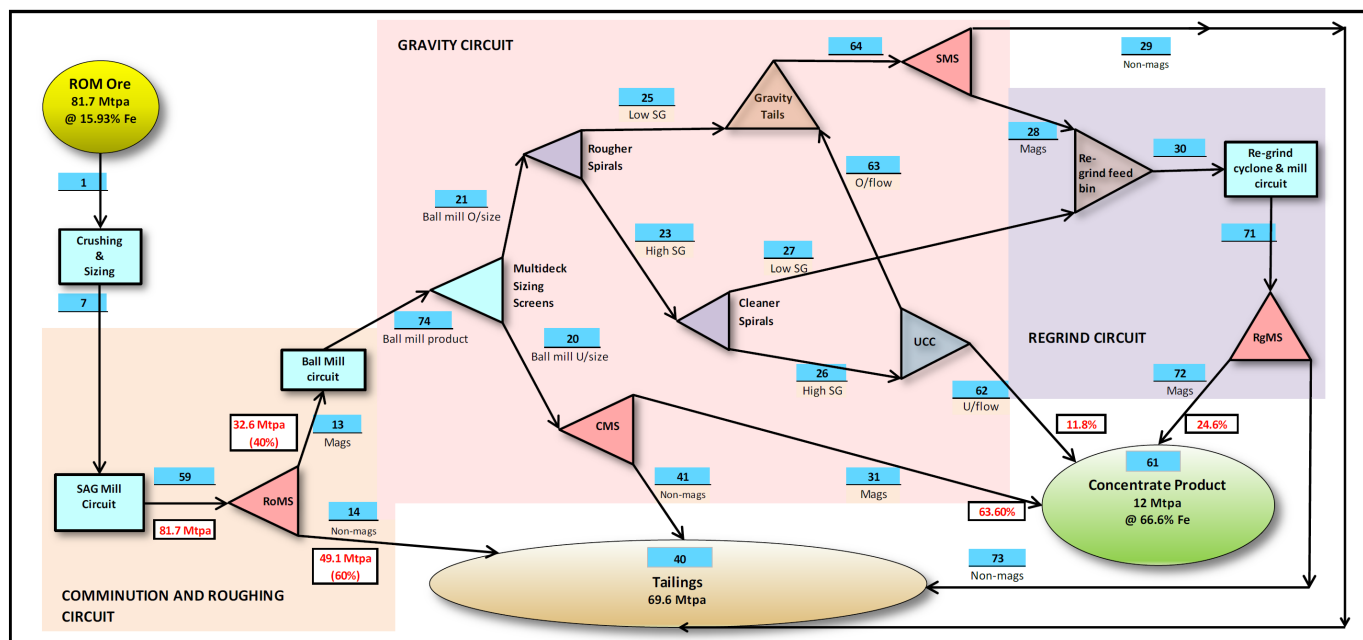 GRAVITY CIRCUIT
ROM Ore
81.7 Mtpa
@ 15.93% Fe
1
Crushing
&
Sizing
7
SAG Mill
Circuit
59
81.7 Mtpa
RoMS
32.6 Mtpa
(40%)
13
Mags
14
Non-mags
49.1 Mtpa
(60%)
COMMINUTION AND ROUGHING
CIRCUIT
Ball Mill
circuit
74
Ball mill product
Multideck
Sizing
Screens
21
Ball mill O/size
20
Ball mill U/size
Rougher
Spirals
25
Low SG
23
High SG
Gravity
Tails
64
SMS
29
Non-mags
28
Mags
63
O/flow
27
Low SG
Cleaner
Spirals
26
High SG
UCC
62
U/flow
11.8%
CMS
41
Non-mags
31
Mags
63.60%
Re-
grind feed
bin
30
Re-grind
cyclone & mill
circuit
71
RgMS
REGRIND CIRCUIT
72
Mags
24.6%
61
Concentrate Product
12 Mtpa
@ 66.6% Fe
73
Non-mags
40
Tailings
69.6 Mtpa